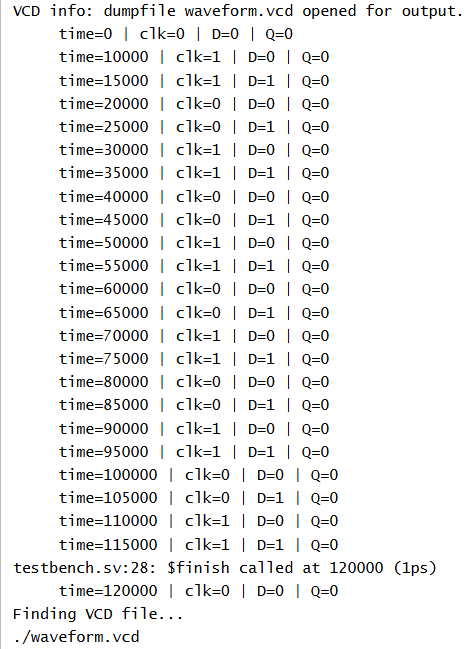 VCD info: dumpfile waveform.vcd opened for output.
time=0 | clk=0 | D=0 | Q=0
time=10000 | clk=1 | D=0 | Q=0
time=15000 | clk=1 | D=1 | Q=0
time=20000 | clk=0 | D=0 | Q=0
time=25000 | clk=0 | D=1 | Q=0
time=30000 | clk=1 | D=0 | Q=0
time=35000 | clk=1 | D=1 | Q=0
time=40000 | clk=0 | D=0 | Q=0
time=45000 | clk=0 | D=1 | Q=0
time=50000 | clk=1 | D=0 | Q=0
time=55000 | clk=1 | D=1 | Q=0
time=60000 | clk=0 | D=0 | Q=0
time=65000 | clk=0 | D=1 | Q=0
time=70000 | clk=1 | D=0 | Q=0
time=75000 | clk=1 | D=1 | Q=0
time=80000 | clk=0 | D=0 | Q=0
time=85000 | clk=0 | D=1 | Q=0
time=90000 | clk=1 | D=0 | Q=0
time=95000 | clk=1 | D=1 | Q=0
time=100000 | clk=0 | D=0 | Q=0
time=105000 | clk=0 | D=1 | Q=0
time=110000 | clk=1 | D=0 | Q=0
time=115000 | clk=1 | D=1 | Q=0
testbench.sv:28: $finish called at 120000 (1ps)
time=120000 | clk=0 | D=0 | Q=0
Finding VCD file...
./waveform.vcd